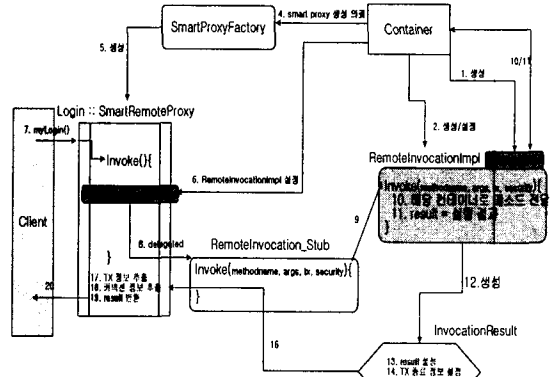 4. smart proxy 생성 의뢰
SmartProxyFactory
Container
5. 생성
10/11
1. 생성
Login :: SmartRemoteProxy
2. 생성/설정
7. myLogin()
RemoteInvocationImpl
Invoke(){
6. RemoteInvocationImpl 설정
Invoke(methodname, args, tx, security){
10. 해당 컨테이너로 메소드 전달
11. result = 실행 결과
}
Client
9
8. delegated
RemoteInvocation_Stub
Invoke(methodname, args, tx, security){
}
}
12. 생성
17. TX 정보 추출
18. 커넥션 정보 추출
19. result 반환
20
InvocationResult
16
13. result 설정
14. TX 종료 정보 설정